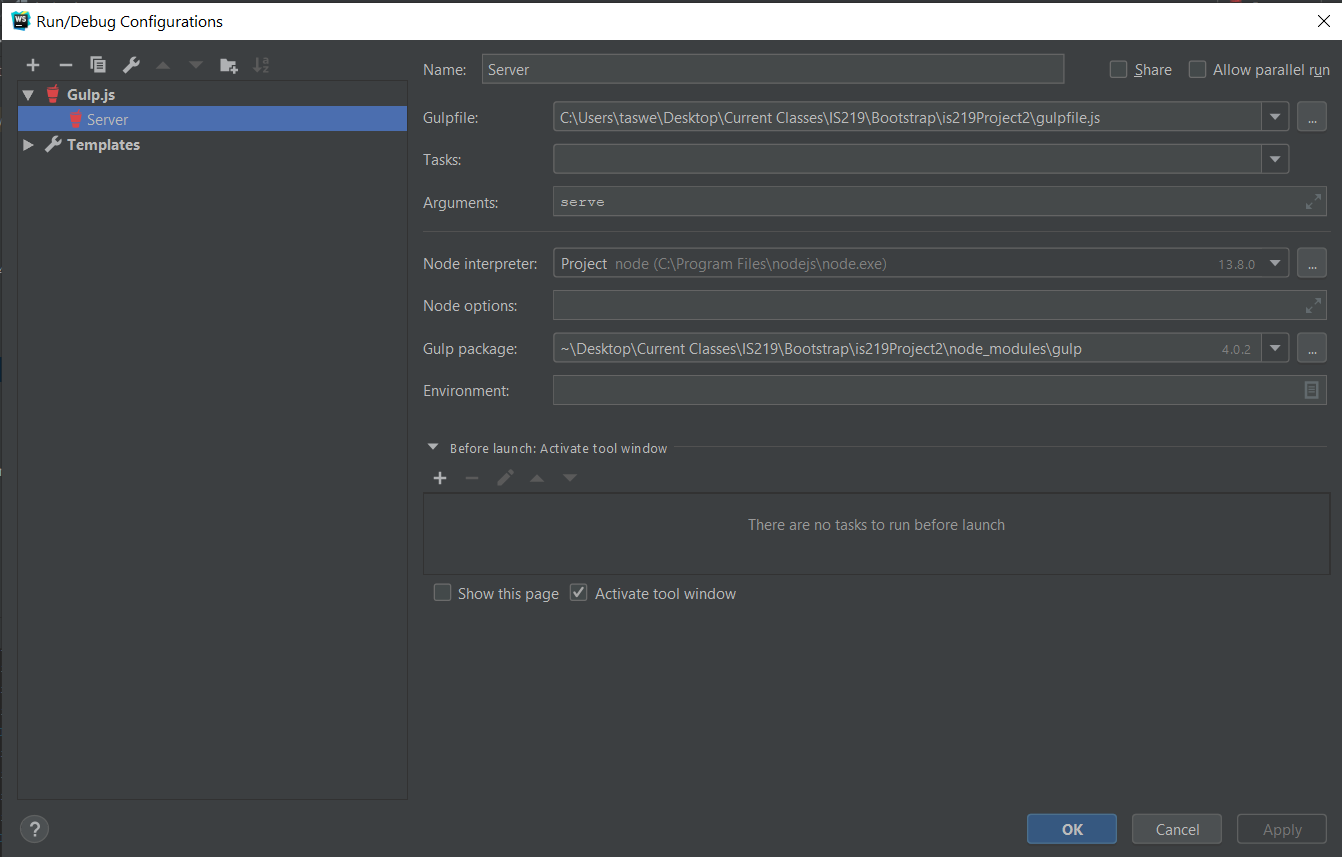 WS Run/Debug Configurations
Name: Server Share Allow parallel run
Gulp.js
Server
Templates
Gulpfile: C:\Users\taswe\Desktop\Current Classes\IS219\Bootstrap\is219Project2\gulpfile.js ...
Tasks:
Arguments: serve
Node interpreter: Project node (C:\Program Files\nodejs\node.exe) 13.8.0 ...
Node options:
Gulp package: ~\Desktop\Current Classes\IS219\Bootstrap\is219Project2\node_modules\gulp 4.0.2 ...
Environment:
Before launch: Activate tool window
There are no tasks to run before launch
Show this page Activate tool window
? OK Cancel Apply